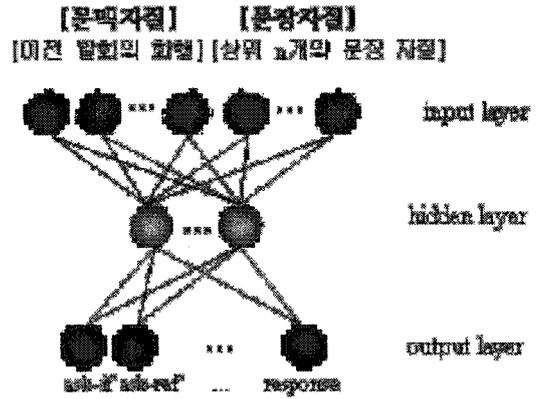 [문맥자질] [문장자질]
[이전 발화의 화행] [상위 n개의 문장 자질]
... ... input layer
... hidden layer
... output layer
ask-if ask-ref ... response